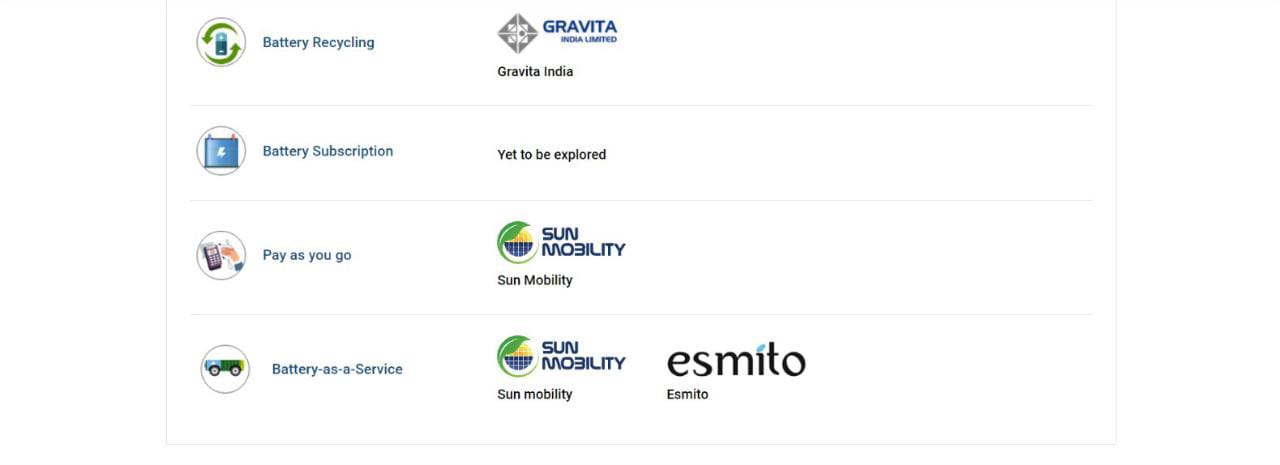 Battery Recycling
GRAVITA
INDIA LIMITED
Gravita India
Battery Subscription
Yet to be explored
Pay as you go
SUN
MOBILITY
Sun Mobility
Battery-as-a-Service
SUN
MOBILITY
Sun mobility
esmito
Esmito